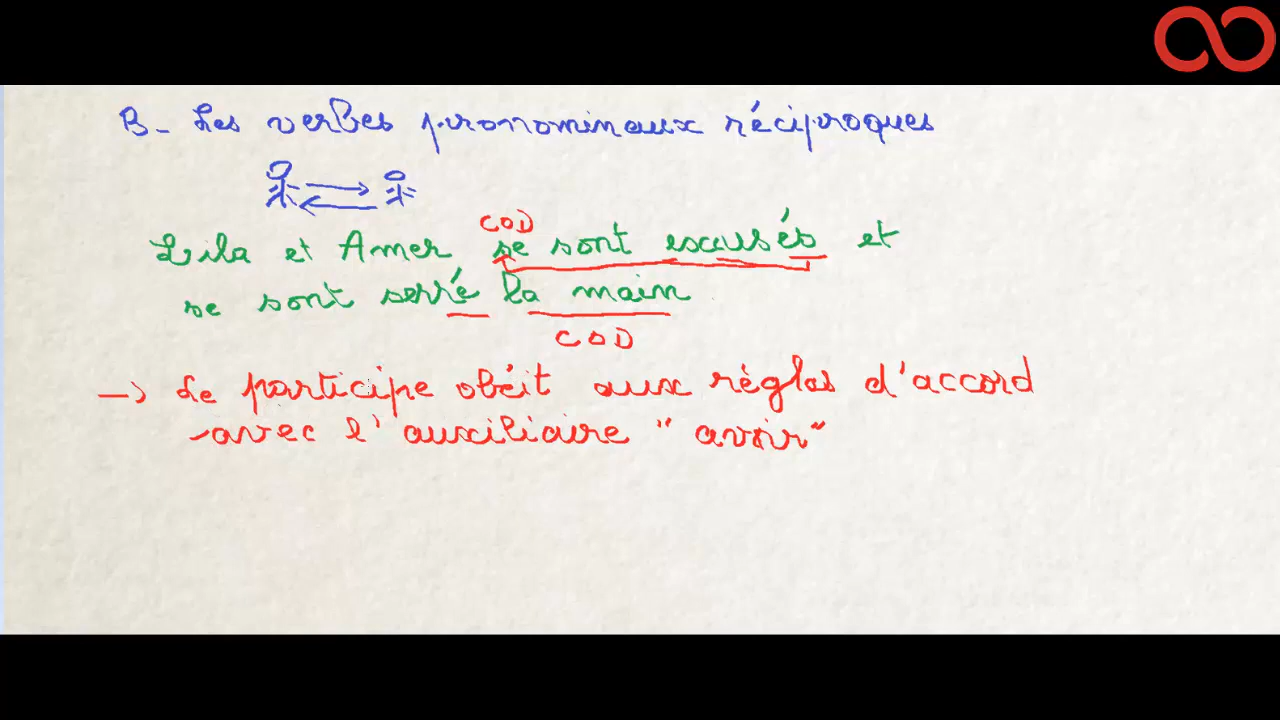 B- Les verbes pronominaux réciproques
COD
Lila et Amer se sont excusés et
se sont serré la main
COD
→ Le participe obéit aux règles d'accord
avec l'auxiliaire "avoir"